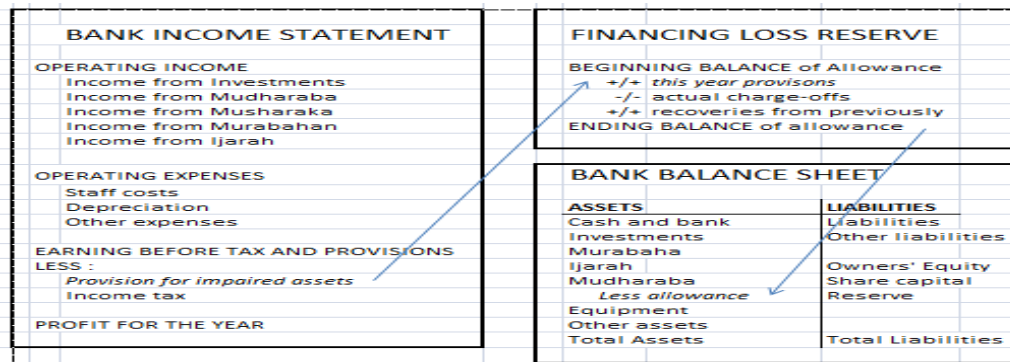 BANK INCOME STATEMENT
OPERATING INCOME
Income from Investments
Income from Mudharaba
Income from Musharaka
Income from Murabahan
Income from Ijarah
OPERATING EXPENSES
Staff costs
Depreciation
Other expenses
EARNING BEFORE TAX AND PROVISIONS
LESS :
Provision for impaired assets
Income tax
PROFIT FOR THE YEAR
FINANCING LOSS RESERVE
BEGINNING BALANCE of Allowance
+/+ this year provisons
-/- actual charge-offs
+/+ recoveries from previously
ENDING BALANCE of allowance
BANK BALANCE SHEET
ASSETS LIABILITIES
Cash and bank Liabilities
Investments Other liabilities
Murabaha
Ijarah Owners' Equity
Mudharaba Share capital
Less allowance Reserve
Equipment
Other assets
Total Assets Total Liabilities